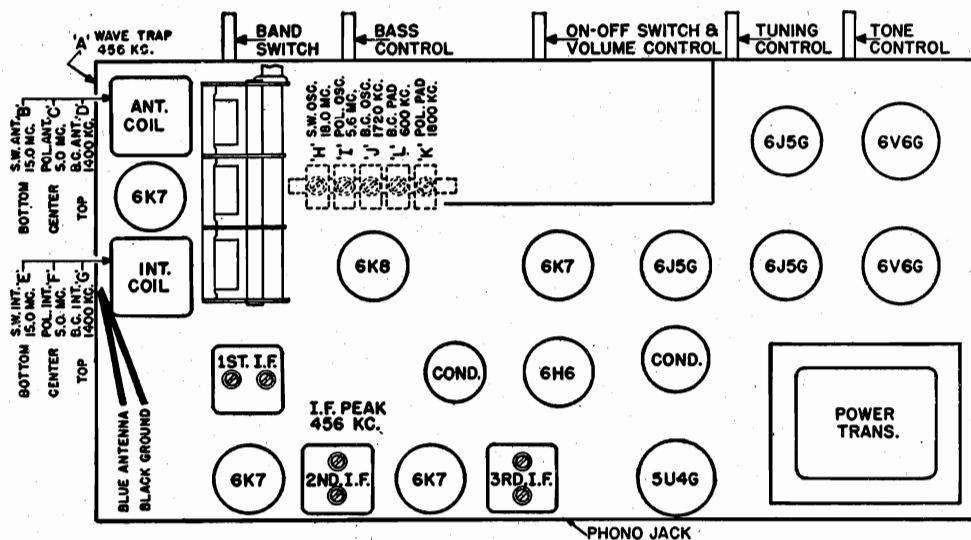 'A' WAVE TRAP
456 KC.
BAND
SWITCH
BASS
CONTROL
ON-OFF SWITCH &
VOLUME CONTROL
TUNING
CONTROL
TONE
CONTROL
BOTTOM S.W. ANT. 'B'
15.0 MC.
CENTER POL. ANT. 'C'
5.0 MC.
TOP B.C. ANT. 'D'
1400 KC.
ANT.
COIL
'H' S.W. OSC.
18.0 MC.
'I' POL. OSC.
5.6 MC.
'J' B.C. OSC.
1720 KC.
'L' B.C. PAD
600 KC.
'K' POL. PAD
1800 KC.
6J5G
6V6G
6K7
BOTTOM S.W. INT. 'E'
15.0 MC.
CENTER POL. INT. 'F'
5.0. MC.
TOP B.C. INT. 'G'
1400 KC.
INT.
COIL
6K8
6K7
6J5G
6J5G
6V6G
1ST. I.F.
COND.
6H6
COND.
POWER
TRANS.
I.F. PEAK
456 KC.
BLUE ANTENNA
BLACK GROUND
6K7
2ND. I.F.
6K7
3RD. I.F.
5U4G
PHONO JACK